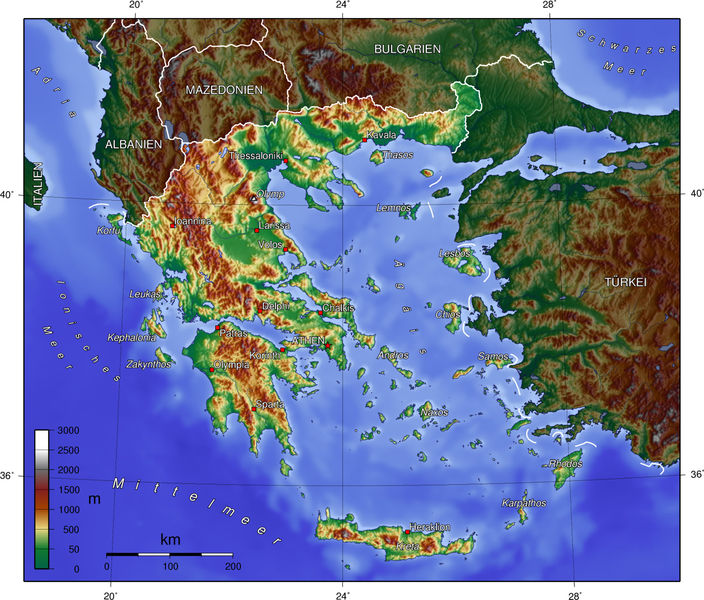 20°
24°
28°
Schwarzes
Meer
BULGARIEN
Adria
MAZEDONIEN
ALBANIEN
Kavala
Thessaloniki
Thasos
ITALIEN
40°
40°
Olymp
Lemnos
Ioannina
Larissa
Korfu
Volos
Lesbos
Ägäis
TÜRKEI
Ionisches
Meer
Leukas
Delphi
Chalkis
Chios
Patras
Kephalonia
ATHEN
Korinth
Andros
Samos
Zakynthos
Olympia
Sparta
Naxos
3000
2500
2000
1500
1000
500
50
0
m
Rhodos
36°
36°
Mittelmeer
Karpathos
Heraklion
Kreta
km
0
100
200
20°
24°
28°